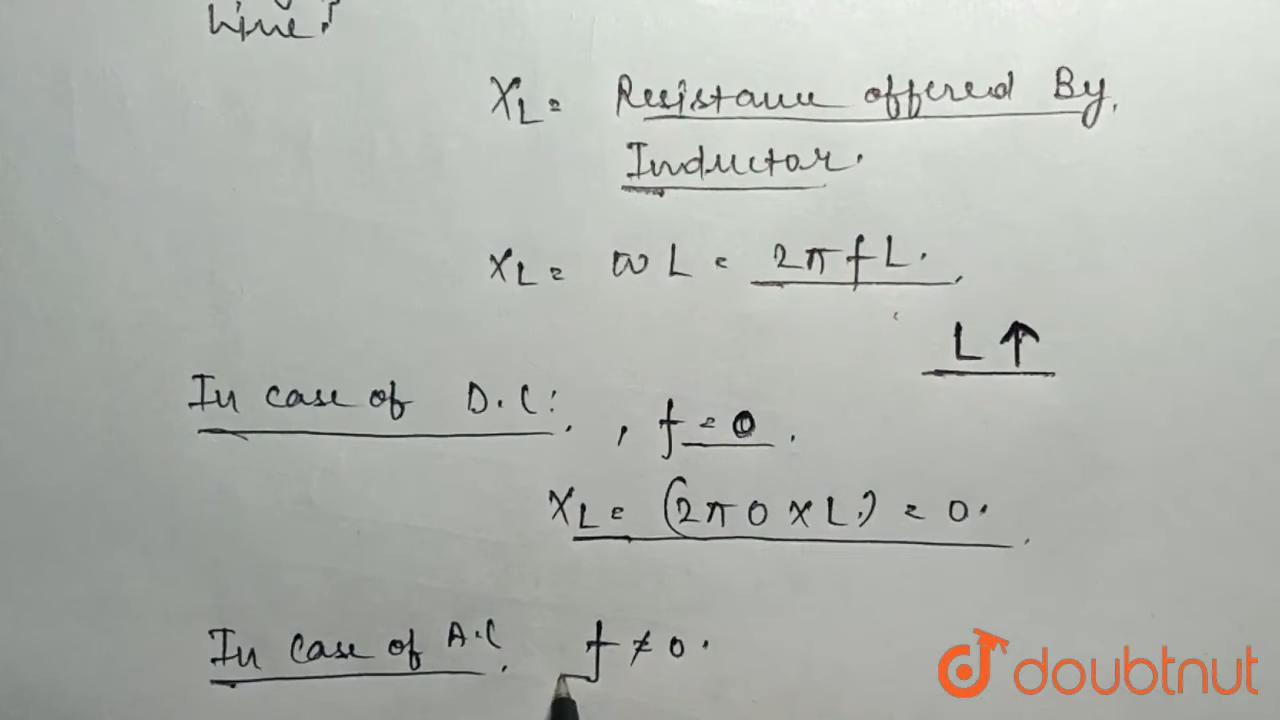 line?
XL = Resistance offered By
Inductor.
XL = ωL = 2πfL.
L ↑
In case of D.C: , f = 0.
XL = (2π0 X L.) = 0.
In case of A.C. f ≠ 0.
doubtnut